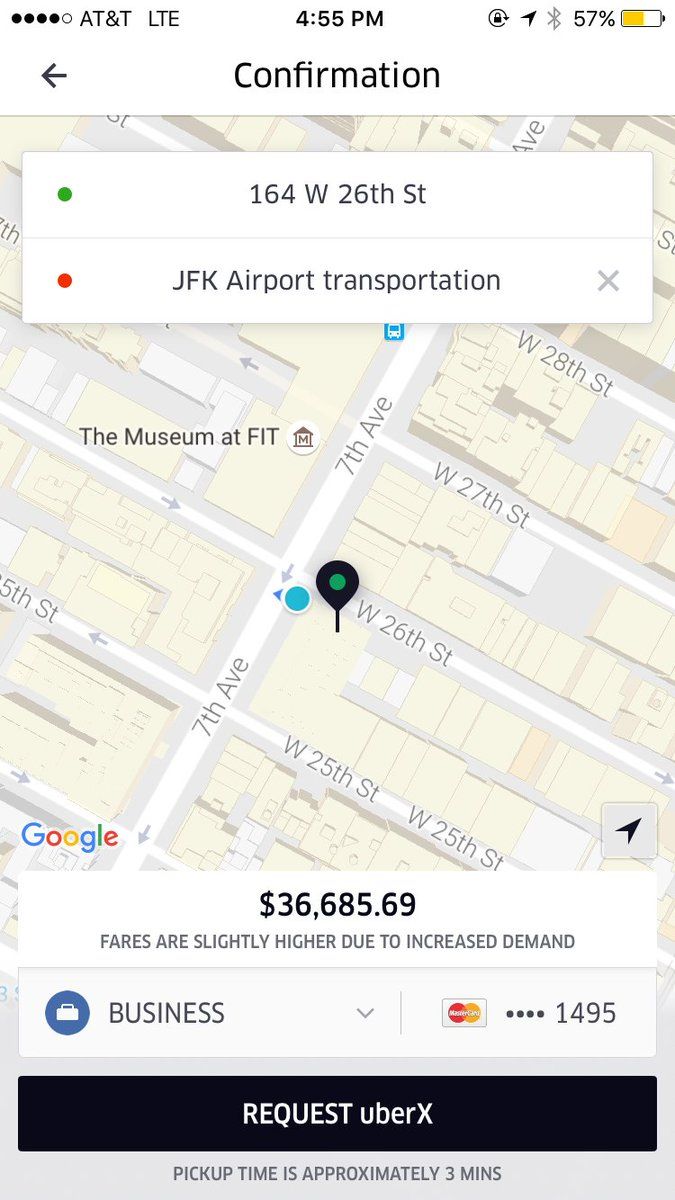 AT&T LTE 4:55 PM 57%
Confirmation
St
Ave
164 W 26th St
JFK Airport transportation
W 28th St
The Museum at FIT
7th Ave
W 27th St
5th St
W 26th St
7th Ave
W 25th St
W 25th St
Google
$36,685.69
FARES ARE SLIGHTLY HIGHER DUE TO INCREASED DEMAND
BUSINESS MasterCard •••• 1495
REQUEST uberX
PICKUP TIME IS APPROXIMATELY 3 MINS